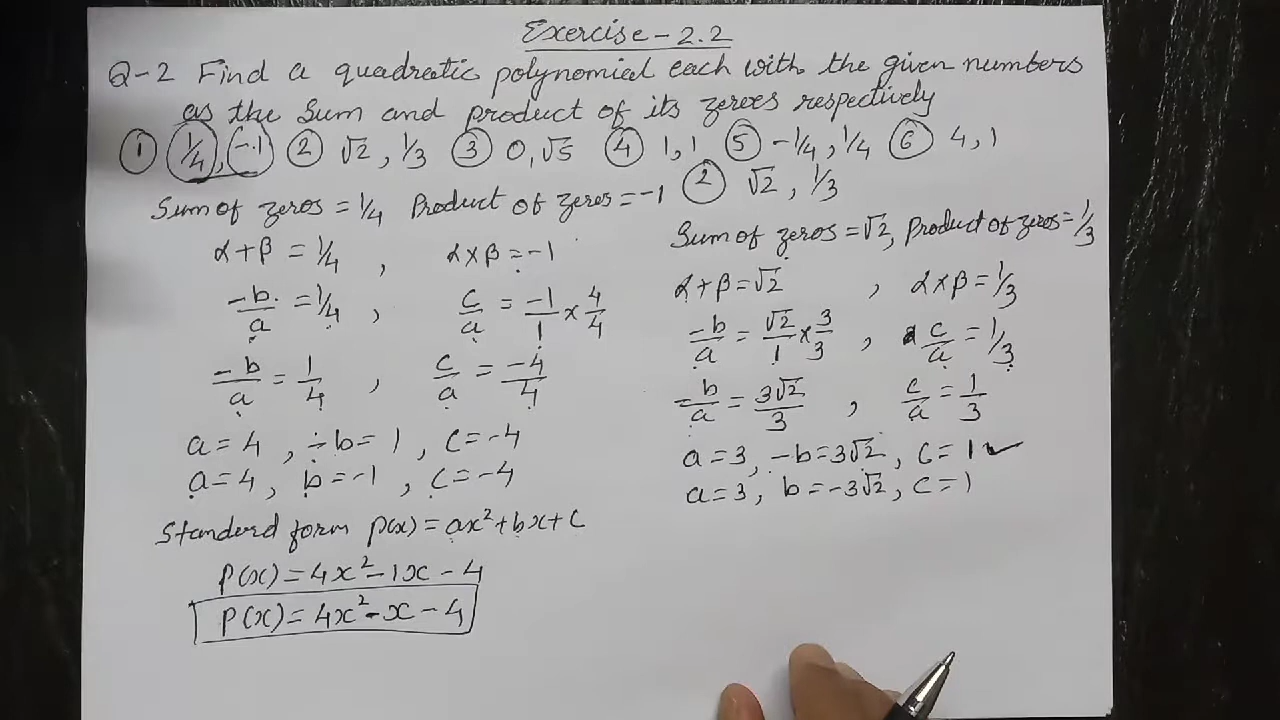 Exercise - 2.2
Q-2 Find a quadratic polynomial each with the given numbers
as the sum and product of its zeroes respectively
① 1/4, -1 ② √2, 1/3 ③ 0, √5 ④ 1, 1 ⑤ -1/4, 1/4 ⑥ 4, 1
Sum of zeros = 1/4 Product of zeros = -1
α + β = 1/4 , α × β = -1
-b/a = 1/4 , c/a = -1/1 × 4/4
-b/a = 1/4 , c/a = -4/4
a = 4 , -b = 1 , c = -4
a = 4 , b = -1 , c = -4
Standard form p(x) = ax² + bx + c
P(x) = 4x² - 1x - 4
P(x) = 4x² - x - 4
② √2 , 1/3
Sum of zeros = √2, Product of zeros = 1/3
α + β = √2 , α × β = 1/3
-b/a = √2/1 × 3/3 , c/a = 1/3
-b/a = 3√2/3 , c/a = 1/3
a = 3, -b = 3√2 , c = 1 ✓
a = 3 , b = -3√2 , c = 1